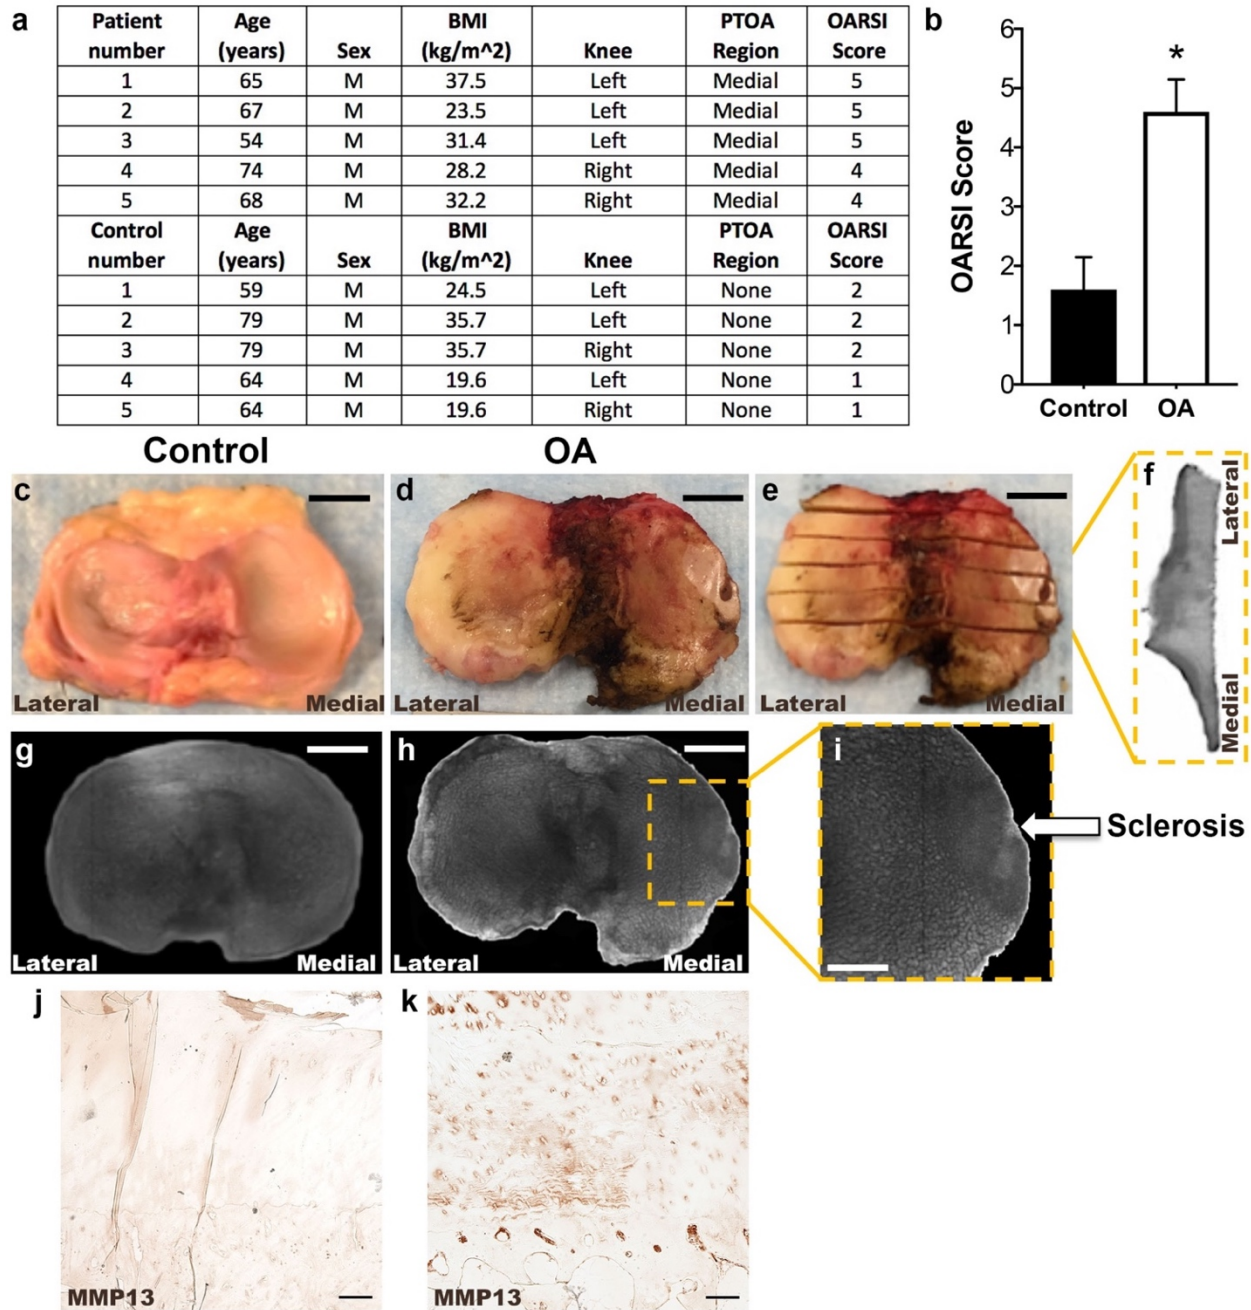 a
Patient number Age (years) Sex BMI (kg/m^2) Knee PTOA Region OARSI Score
1 65 M 37.5 Left Medial 5
2 67 M 23.5 Left Medial 5
3 54 M 31.4 Left Medial 5
4 74 M 28.2 Right Medial 4
5 68 M 32.2 Right Medial 4
Control number Age (years) Sex BMI (kg/m^2) Knee PTOA Region OARSI Score
1 59 M 24.5 Left None 2
2 79 M 35.7 Left None 2
3 79 M 35.7 Right None 2
4 64 M 19.6 Left None 1
5 64 M 19.6 Right None 1
b
OARSI Score
6
5
4
3
2
1
0
*
Control OA
Control OA
c
Lateral Medial
d
Lateral Medial
e
Lateral Medial
f
Lateral
Medial
g
Lateral Medial
h
Lateral Medial
i
Sclerosis
j
MMP13
k
MMP13